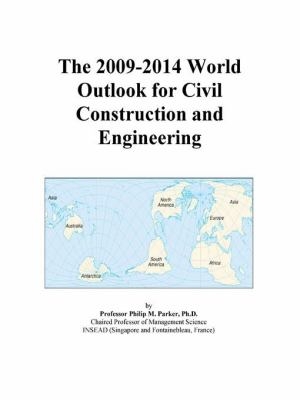 The 2009-2014 World
Outlook for Civil
Construction and
Engineering
Asia
North
America
Asia
Europe
Australia
Africa
South
America
Antarctica
Africa
by
Professor Philip M. Parker, Ph.D.
Chaired Professor of Management Science
INSEAD (Singapore and Fontainebleau, France)